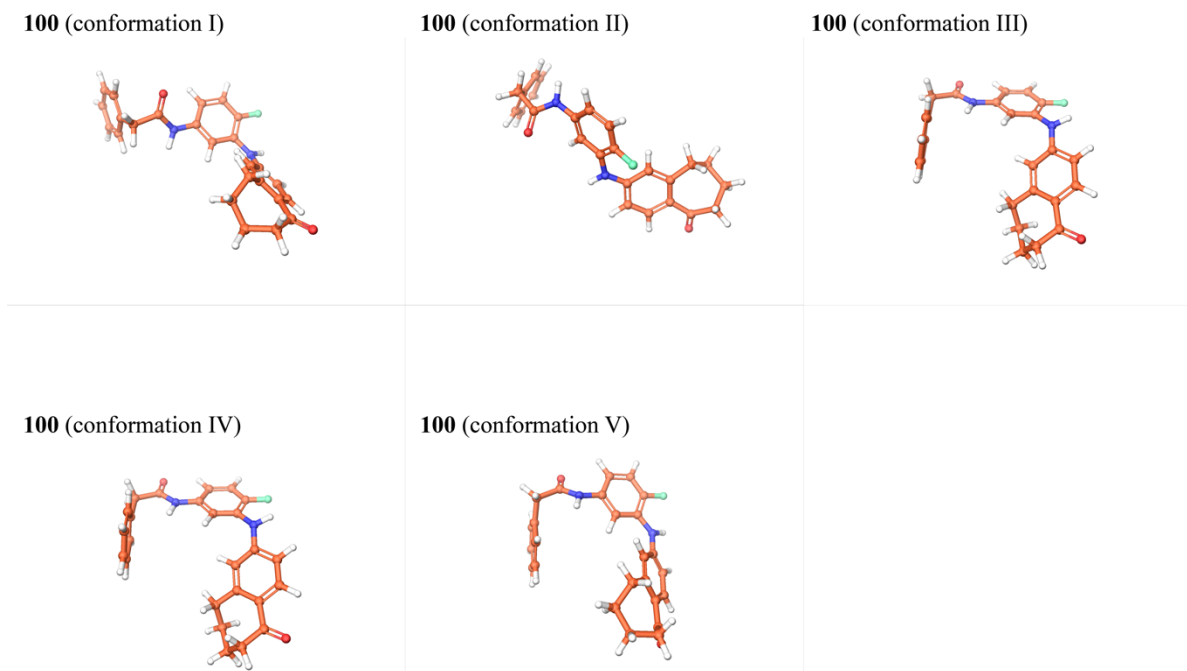 100 (conformation I)
100 (conformation II)
100 (conformation III)
100 (conformation IV)
100 (conformation V)